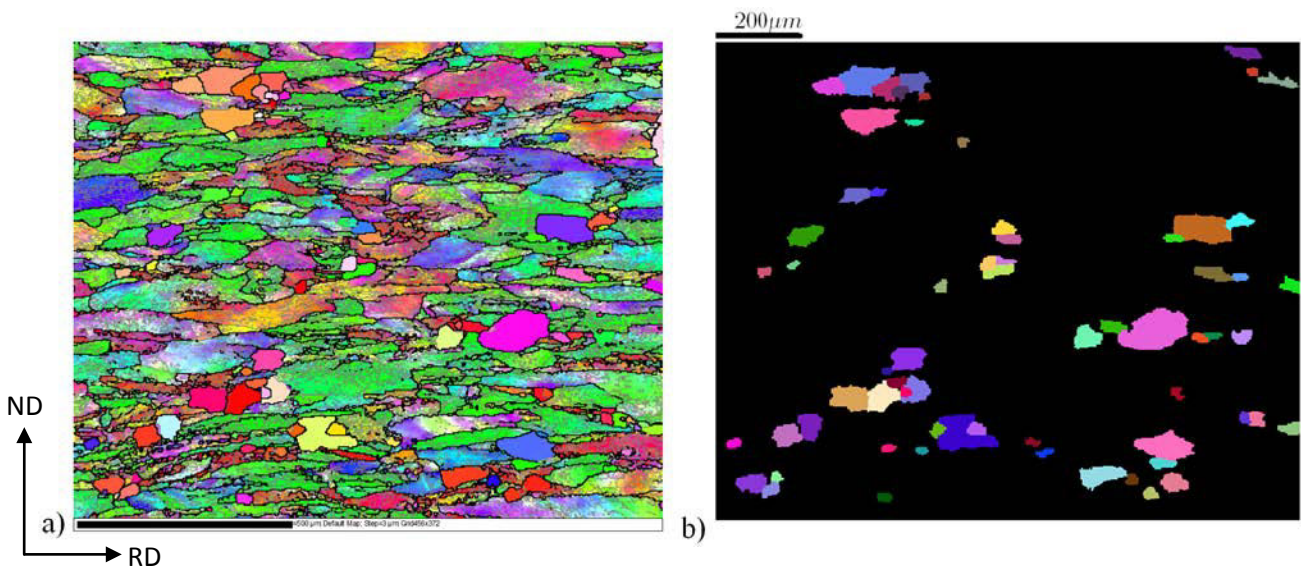 200μm
ND
a)
=500 μm Default Map; Step=3 μm Grid456x372
b)
RD